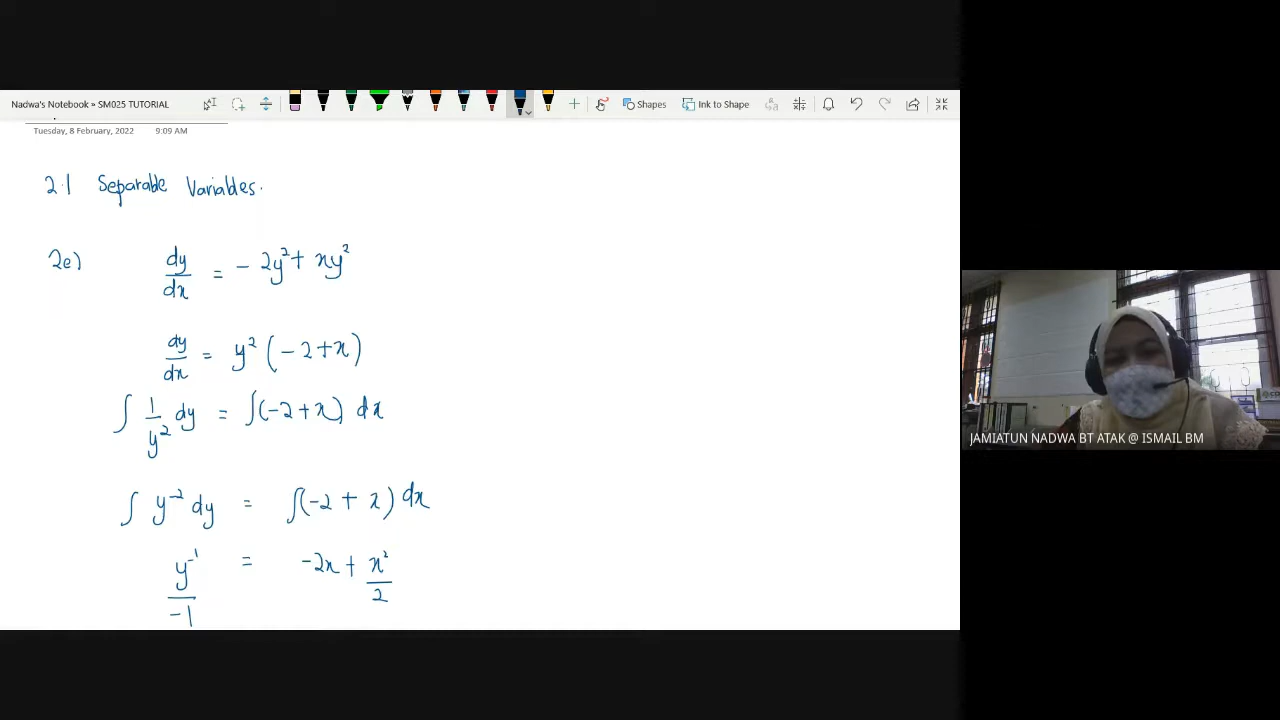 Nadwa's Notebook » SM025 TUTORIAL
Shapes
Ink to Shape
Tuesday, 8 February, 2022 9:09 AM
2.1 Separable Variables.
2e) dy/dx = - 2y² + xy²
dy/dx = y² (-2+x)
∫ 1/y² dy = ∫(-2+x) dx
∫ y⁻² dy = ∫(-2 + x) dx
y⁻¹/-1 = -2x + x²/2
JAMIATUN NADWA BT ATAK @ ISMAIL BM